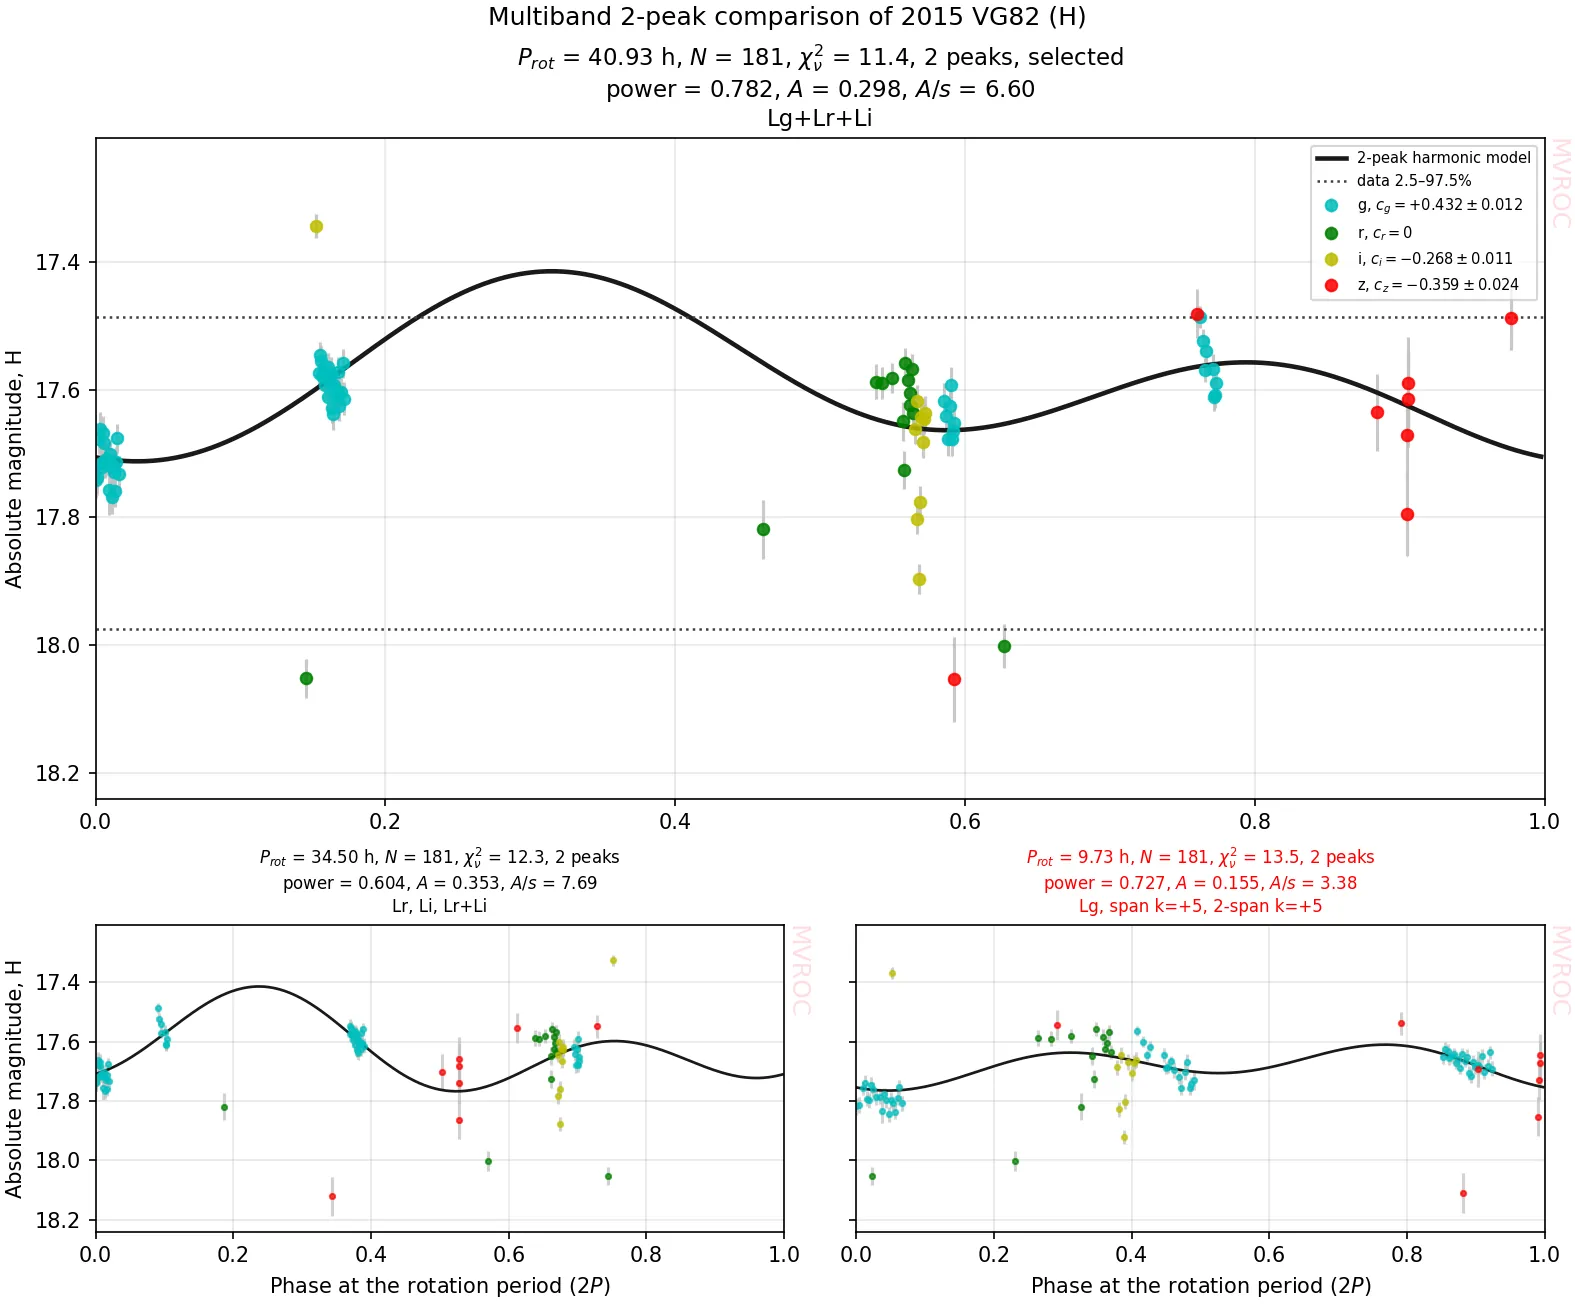 Multiband 2-peak comparison of 2015 VG82 (H)
P_rot = 40.93 h, N = 181, χ²_ν = 11.4, 2 peaks, selected
power = 0.782, A = 0.298, A/s = 6.60
Lg+Lr+Li
Absolute magnitude, H
17.4
17.6
17.8
18.0
18.2
2-peak harmonic model
data 2.5–97.5%
g, c_g = +0.432 ± 0.012
r, c_r = 0
i, c_i = −0.268 ± 0.011
z, c_z = −0.359 ± 0.024
MVROC
0.0 0.2 0.4 0.6 0.8 1.0
P_rot = 34.50 h, N = 181, χ²_ν = 12.3, 2 peaks
power = 0.604, A = 0.353, A/s = 7.69
Lr, Li, Lr+Li
Absolute magnitude, H
17.4
17.6
17.8
18.0
18.2
MVROC
0.0 0.2 0.4 0.6 0.8 1.0
Phase at the rotation period (2P)
P_rot = 9.73 h, N = 181, χ²_ν = 13.5, 2 peaks
power = 0.727, A = 0.155, A/s = 3.38
Lg, span k=+5, 2-span k=+5
MVROC
0.0 0.2 0.4 0.6 0.8 1.0
Phase at the rotation period (2P)